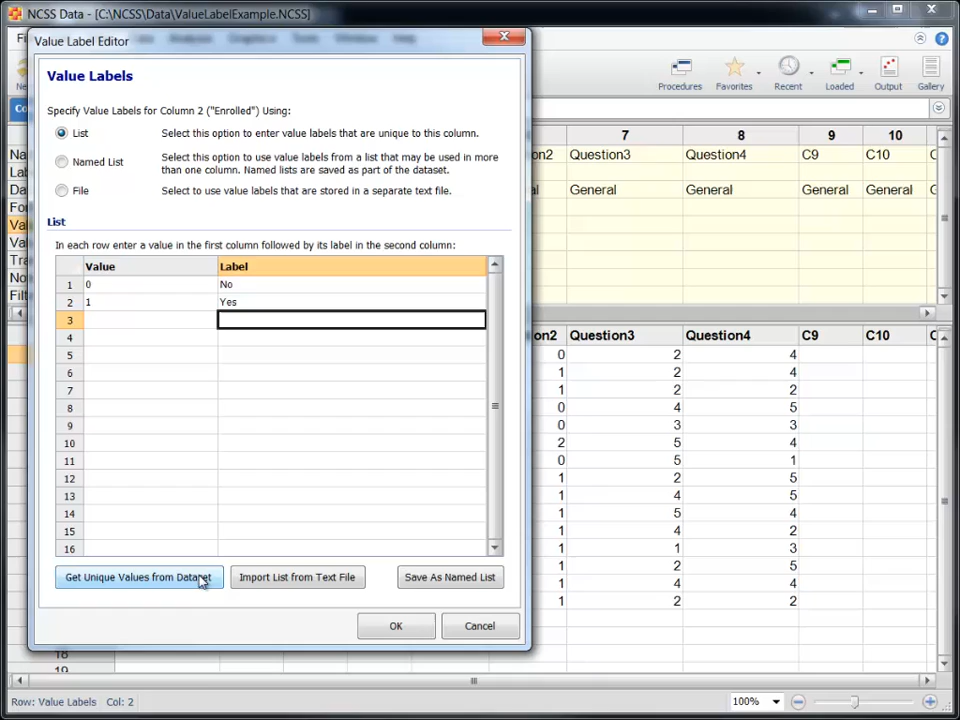 NCSS Data - [C:\NCSS\Data\ValueLabelExample.NCSS]
Value Label Editor
Value Labels
Specify Value Labels for Column 2 ("Enrolled") Using:
List Select this option to enter value labels that are unique to this column.
Named List Select this option to use value labels from a list that may be used in more
than one column. Named lists are saved as part of the dataset.
File Select to use value labels that are stored in a separate text file.
List
In each row enter a value in the first column followed by its label in the second column:
Value Label
1 0 No
2 1 Yes
3
4
5
6
7
8
9
10
11
12
13
14
15
16
Get Unique Values from Dataset Import List from Text File Save As Named List
OK Cancel
Procedures Favorites Recent Loaded Output Gallery
7 8 9 10
Question3 Question4 C9 C10
General General General General
Question3 Question4 C9 C10
0 2 4
1 2 4
1 2 2
0 4 5
0 3 3
2 5 4
0 5 1
1 2 5
1 4 5
1 5 4
1 4 2
1 1 3
1 2 5
1 4 4
1 2 2
18
19
Row: Value Labels Col: 2 100%